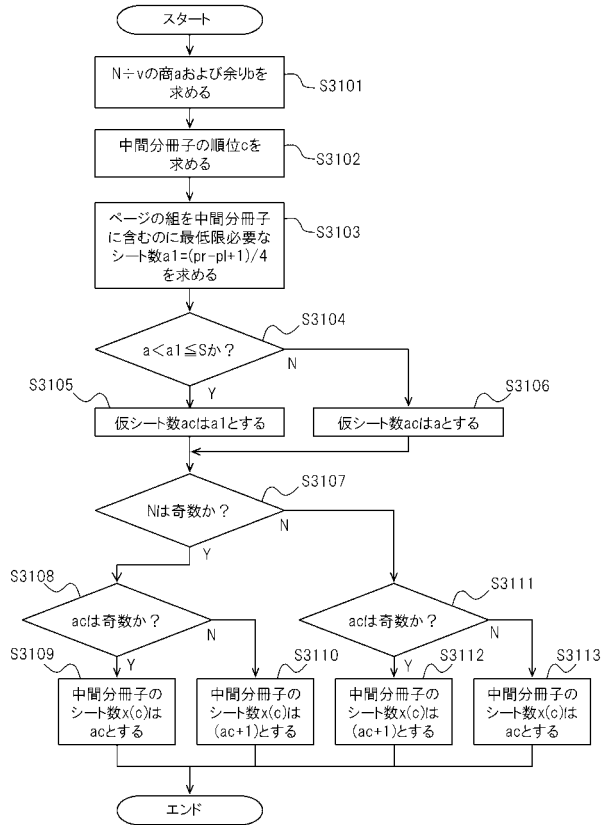 スタート
N÷vの商aおよび余りbを
求める
S3101
中間分冊子の順位cを
求める
S3102
ページの組を中間分冊子
に含むのに最低限必要な
シート数a1=(pr-pl+1)/4
を求める
S3103
S3104
a<a1≦Sか？
N
Y
S3105
仮シート数acはa1とする
S3106
仮シート数acはaとする
S3107
Nは奇数か？
N
Y
S3108
acは奇数か？
N
Y
S3111
acは奇数か？
N
Y
S3109
中間分冊子の
シート数x(c)は
acとする
S3110
中間分冊子の
シート数x(c)は
(ac+1)とする
S3112
中間分冊子の
シート数x(c)は
(ac+1)とする
S3113
中間分冊子の
シート数x(c)は
acとする
エンド